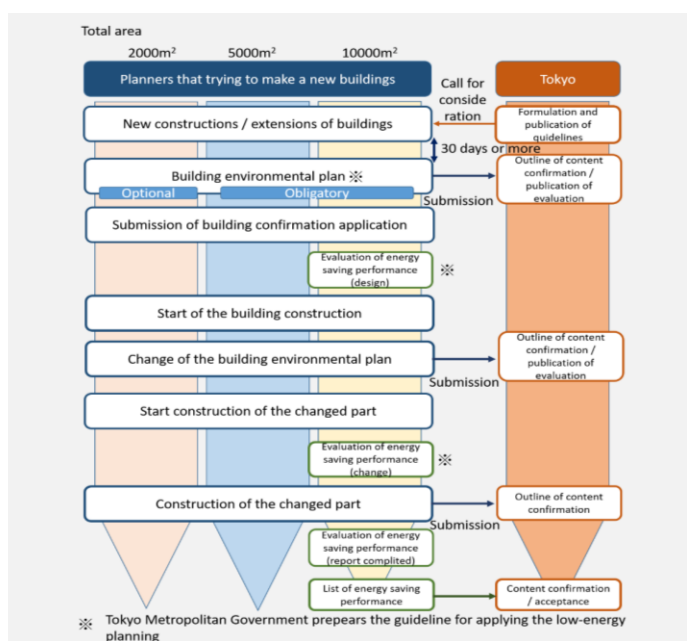 Total area
2000m²
5000m²
10000m²
Planners that trying to make a new buildings
Tokyo
Call for
conside
ration
New constructions / extensions of buildings
Formulation and
publication of
guidelines
30 days or more
Building environmental plan ※
Outline of content
confirmation /
publication of
evaluation
Optional
Obligatory
Submission
Submission of building confirmation application
Evaluation of energy
saving performance
(design)
※
Start of the building construction
Change of the building environmental plan
Outline of content
confirmation /
publication of
evaluation
Submission
Start construction of the changed part
Evaluation of energy
saving performance
(change)
※
Construction of the changed part
Outline of content
confirmation
Submission
Evaluation of energy
saving performance
(report complited)
List of energy saving
performance
Content confirmation
/ acceptance
※ Tokyo Metropolitan Government prepears the guideline for applying the low-energy
planning